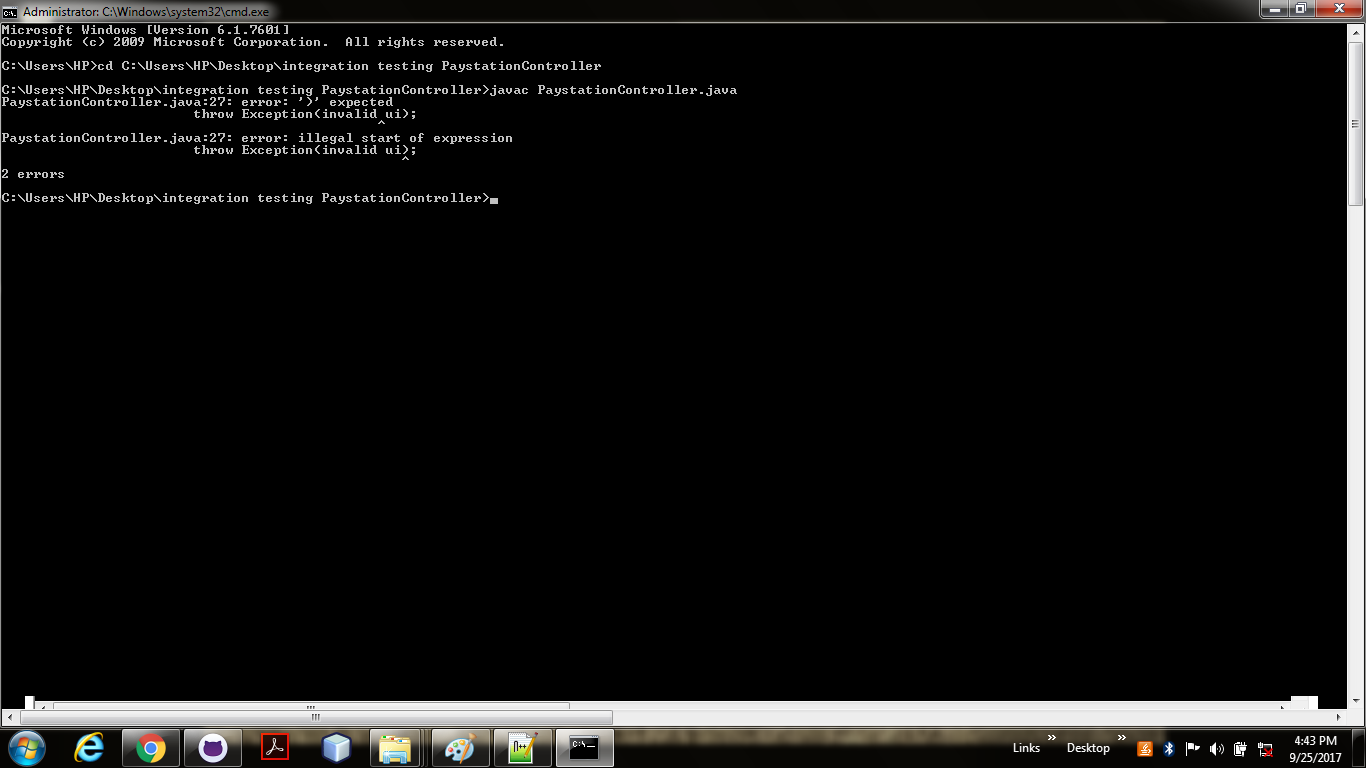 Administrator: C:\Windows\system32\cmd.exe
Microsoft Windows [Version 6.1.7601]
Copyright (c) 2009 Microsoft Corporation.  All rights reserved.
C:\Users\HP>cd C:\Users\HP\Desktop\integration testing PaystationController
C:\Users\HP\Desktop\integration testing PaystationController>javac PaystationController.java
PaystationController.java:27: error: ')' expected
throw Exception(invalid ui);
^
PaystationController.java:27: error: illegal start of expression
throw Exception(invalid ui);
^
2 errors
C:\Users\HP\Desktop\integration testing PaystationController>
Links » Desktop »
4:43 PM
9/25/2017